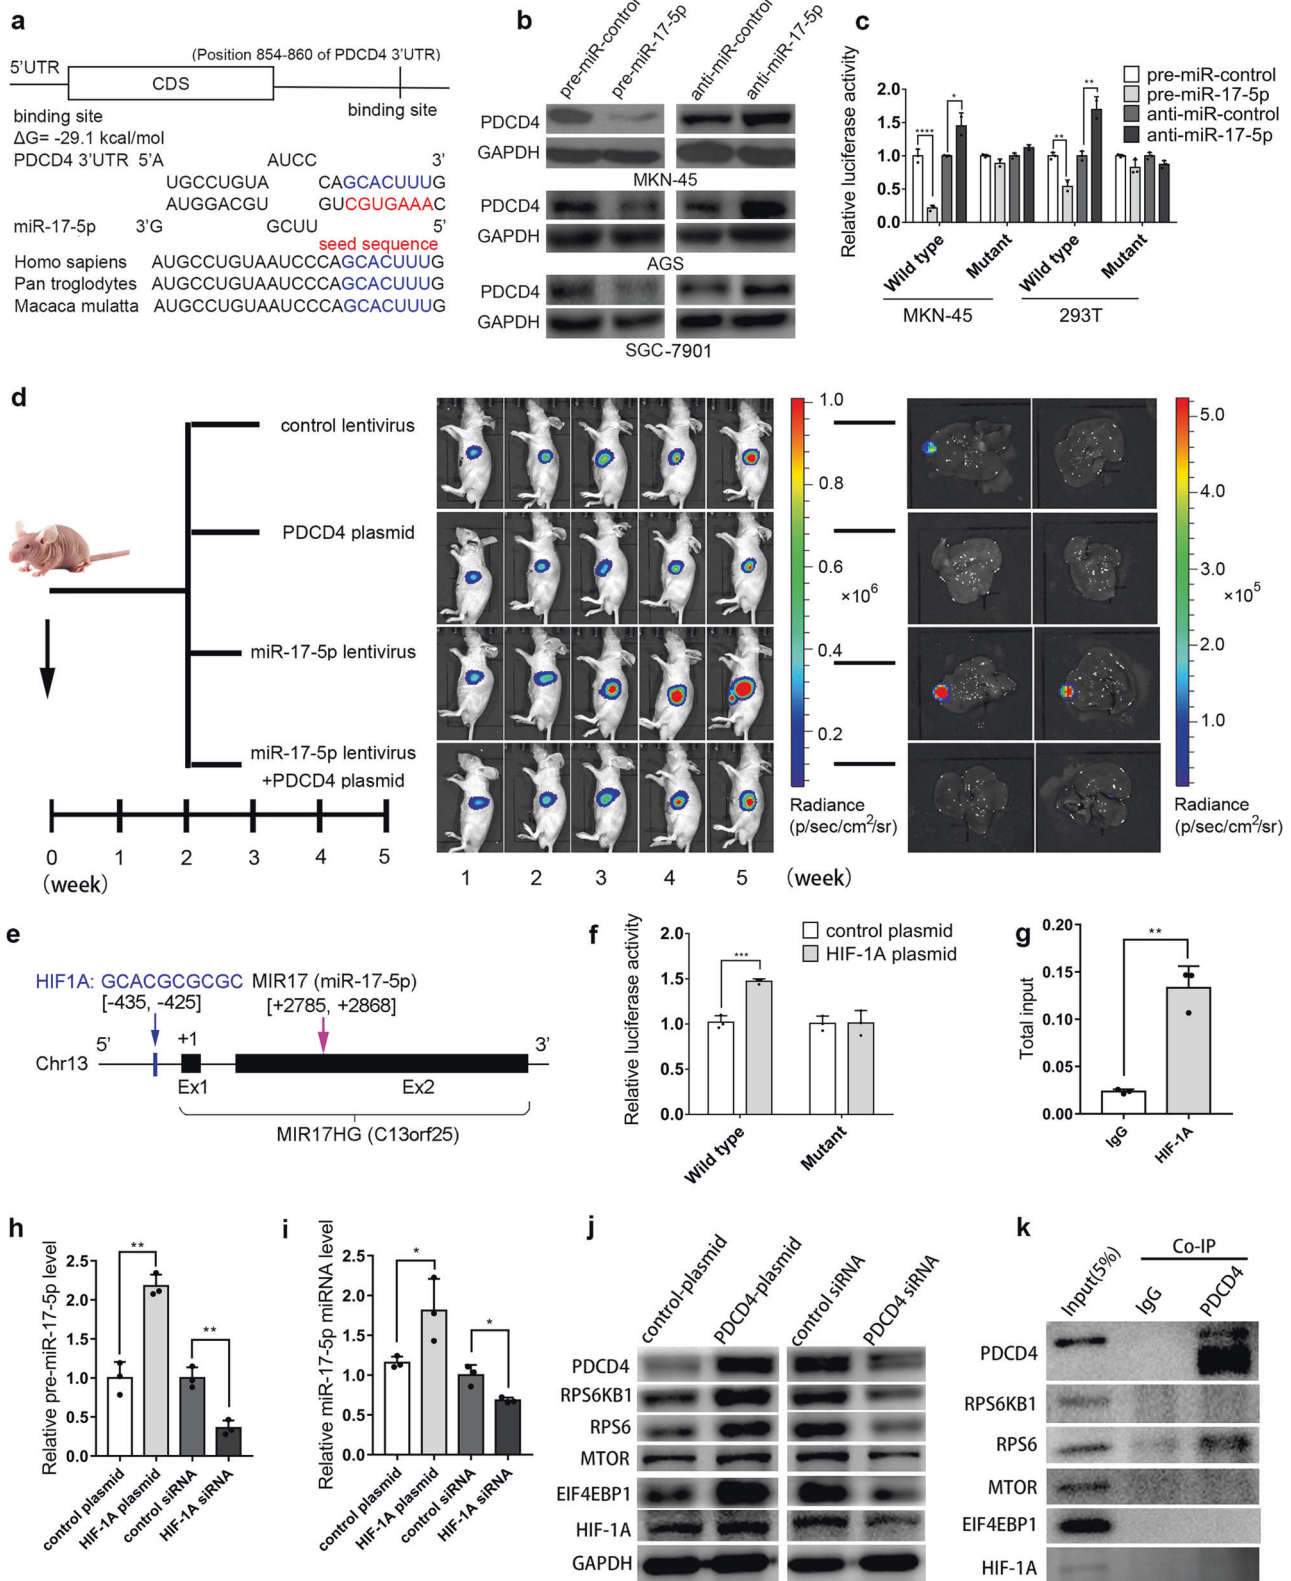 a
(Position 854-860 of PDCD4 3'UTR)
5'UTR
CDS
binding site
binding site
ΔG= -29.1 kcal/mol
PDCD4 3'UTR 5'A AUCC 3'
UGCCUGUA CAGCACUUUG
AUGGACGU GUCGUGAAAC
miR-17-5p 3'G GCUU 5'
seed sequence
Homo sapiens AUGCCUGUAAUCCCAGCACUUUG
Pan troglodytes AUGCCUGUAAUCCCAGCACUUUG
Macaca mulatta AUGCCUGUAAUCCCAGCACUUUG
b
pre-miR-control
pre-miR-17-5p
anti-miR-control
anti-miR-17-5p
PDCD4
GAPDH
MKN-45
PDCD4
GAPDH
AGS
PDCD4
GAPDH
SGC-7901
c
Relative luciferase activity
2.0
1.5
1.0
0.5
0.0
****
*
**
**
pre-miR-control
pre-miR-17-5p
anti-miR-control
anti-miR-17-5p
Wild type
Mutant
Wild type
Mutant
MKN-45
293T
d
control lentivirus
PDCD4 plasmid
miR-17-5p lentivirus
miR-17-5p lentivirus
+PDCD4 plasmid
0 1 2 3 4 5
(week)
1 2 3 4 5 (week)
1.0
0.8
0.6
×10⁶
0.4
0.2
Radiance
(p/sec/cm²/sr)
5.0
4.0
3.0
×10⁵
2.0
1.0
Radiance
(p/sec/cm²/sr)
e
HIF1A: GCACGCGCGC MIR17 (miR-17-5p)
[-435, -425] [+2785, +2868]
5' +1 3'
Chr13
Ex1 Ex2
MIR17HG (C13orf25)
f
Relative luciferase activity
2.0
1.5
1.0
0.5
0.0
***
control plasmid
HIF-1A plasmid
Wild type
Mutant
g
Total input
0.20
0.15
0.10
0.05
0.00
**
IgG
HIF-1A
h
Relative pre-miR-17-5p level
2.5
2.0
1.5
1.0
0.5
0.0
**
**
control plasmid
HIF-1A plasmid
control siRNA
HIF-1A siRNA
i
Relative miR-17-5p miRNA level
2.5
2.0
1.5
1.0
0.5
0.0
*
*
control plasmid
HIF-1A plasmid
control siRNA
HIF-1A siRNA
j
control-plasmid
PDCD4-plasmid
control siRNA
PDCD4 siRNA
PDCD4
RPS6KB1
RPS6
MTOR
EIF4EBP1
HIF-1A
GAPDH
k
Co-IP
Input(5%)
IgG
PDCD4
PDCD4
RPS6KB1
RPS6
MTOR
EIF4EBP1
HIF-1A